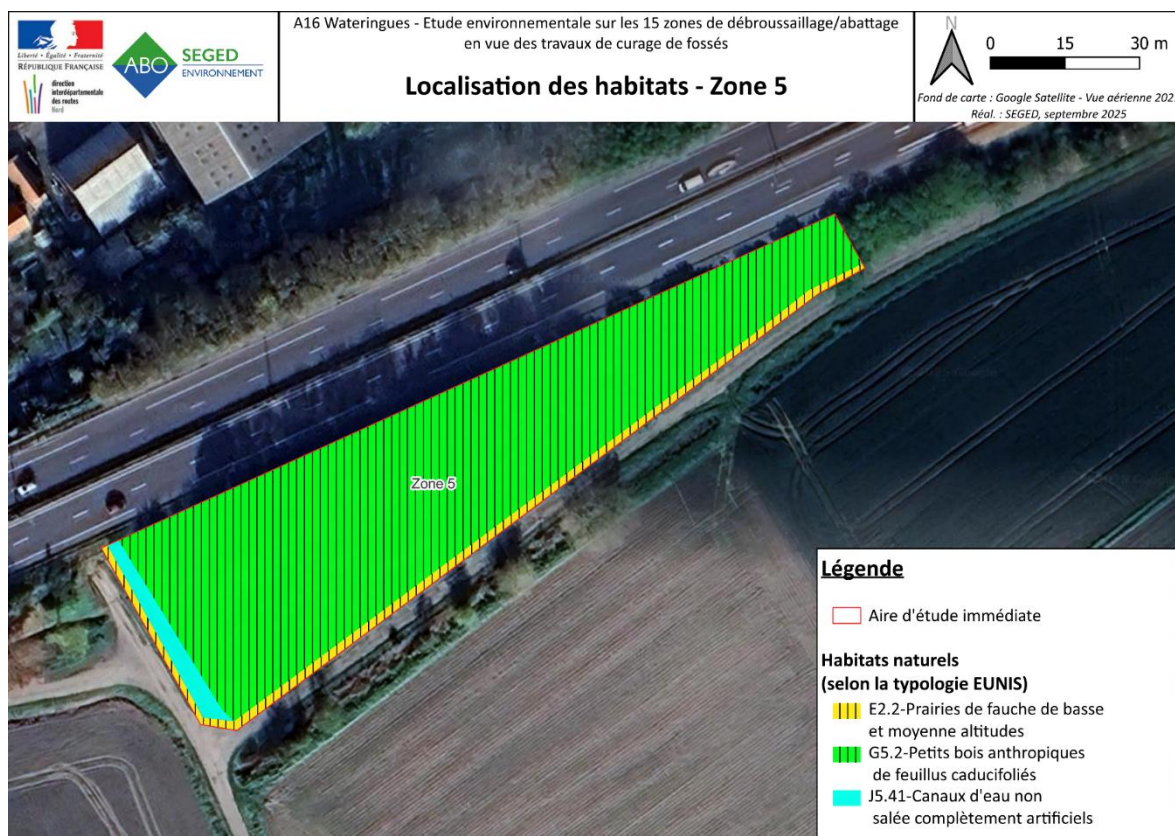 Liberté • Égalité • Fraternité
RÉPUBLIQUE FRANÇAISE
direction
interdépartementale
des routes
Nord
ABO
SEGED
ENVIRONNEMENT
A16 Wateringues - Etude environnementale sur les 15 zones de débroussaillage/abattage
en vue des travaux de curage de fossés
Localisation des habitats - Zone 5
N
0 15 30 m
Fond de carte : Google Satellite - Vue aérienne 202
Réal. : SEGED, septembre 2025
Zone 5
Légende
Aire d'étude immédiate
Habitats naturels
(selon la typologie EUNIS)
E2.2-Prairies de fauche de basse
et moyenne altitudes
G5.2-Petits bois anthropiques
de feuillus caducifoliés
J5.41-Canaux d'eau non
salée complètement artificiels